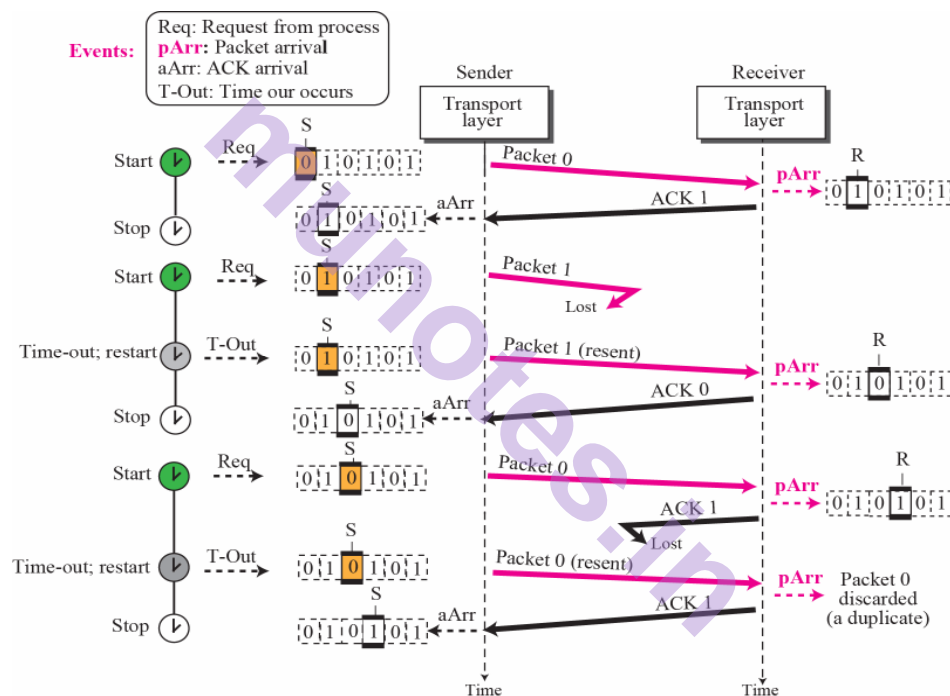 Events:
Req: Request from process
pArr: Packet arrival
aArr: ACK arrival
T-Out: Time our occurs
Sender
Transport
layer
Receiver
Transport
layer
Start
Req
S
0 1 0 1 0 1
Packet 0
pArr
R
0 1 0 1 0 1
Stop
S
0 1 0 1 0 1
aArr
ACK 1
Start
Req
S
0 1 0 1 0 1
Packet 1
Lost
Time-out; restart
T-Out
S
0 1 0 1 0 1
Packet 1 (resent)
pArr
R
0 1 0 1 0 1
Stop
S
0 1 0 1 0 1
aArr
ACK 0
Start
Req
S
0 1 0 1 0 1
Packet 0
pArr
R
0 1 0 1 0 1
ACK 1
Lost
Time-out; restart
T-Out
S
0 1 0 1 0 1
Packet 0 (resent)
pArr
Packet 0
discarded
(a duplicate)
Stop
S
0 1 0 1 0 1
aArr
ACK 1
Time
Time
munotes.in